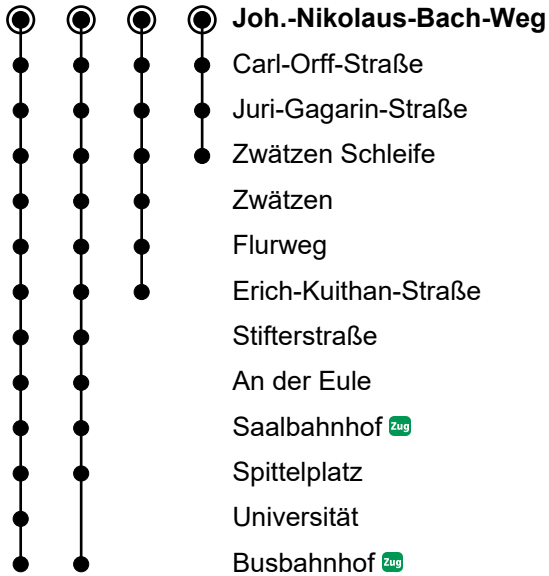 Joh.-Nikolaus-Bach-Weg
Carl-Orff-Straße
Juri-Gagarin-Straße
Zwätzen Schleife
Zwätzen
Flurweg
Erich-Kuithan-Straße
Stifterstraße
An der Eule
Saalbahnhof Zug
Spittelplatz
Universität
Busbahnhof Zug